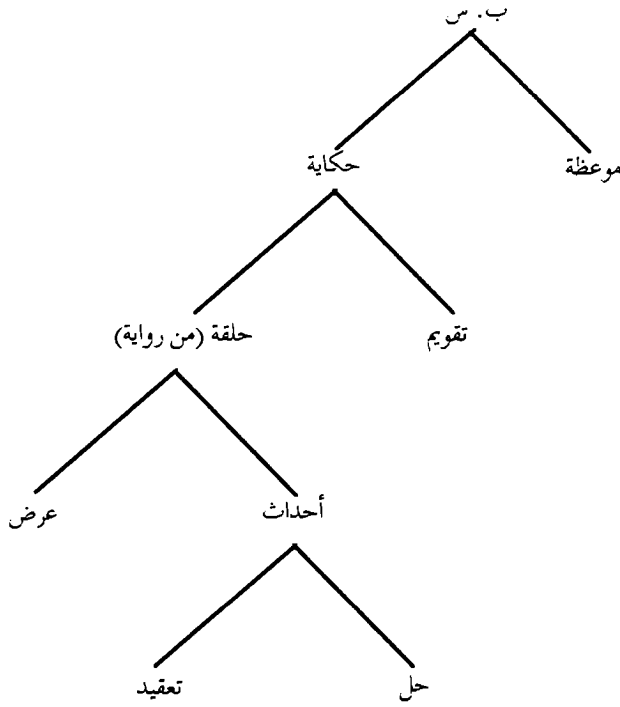 ب. س
موعظة
حكاية
تقويم
حلقة (من رواية)
أحداث
عرض
حل
تعقيد